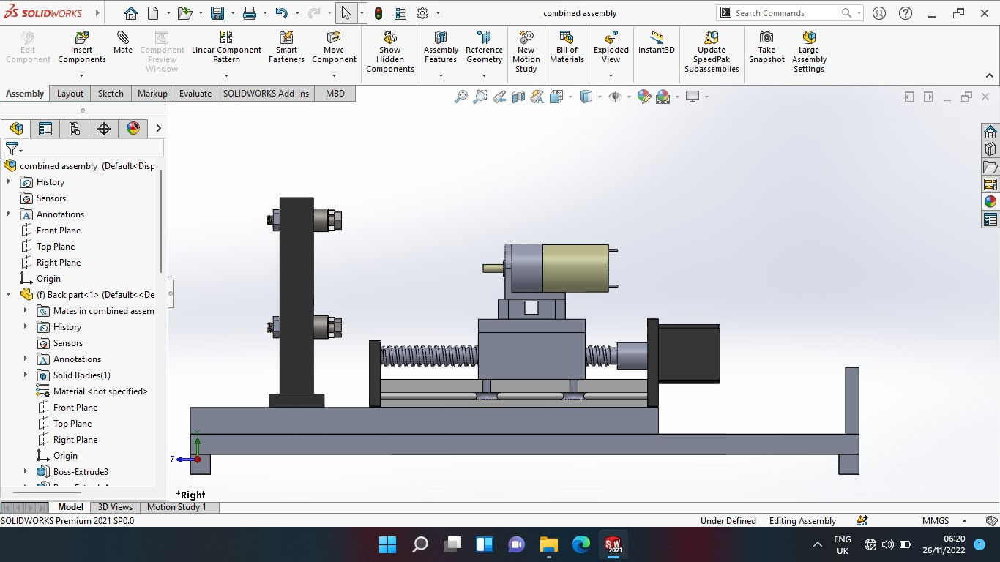 SOLIDWORKS
combined assembly
Search Commands
Edit Component
Insert Components
Mate
Component Preview Window
Linear Component Pattern
Smart Fasteners
Move Component
Show Hidden Components
Assembly Features
Reference Geometry
New Motion Study
Bill of Materials
Exploded View
Instant3D
Update SpeedPak Subassemblies
Take Snapshot
Large Assembly Settings
Assembly Layout Sketch Markup Evaluate SOLIDWORKS Add-Ins MBD
combined assembly (Default<Disp
History
Sensors
Annotations
Front Plane
Top Plane
Right Plane
Origin
(f) Back part<1> (Default<<De
Mates in combined assem
History
Sensors
Annotations
Solid Bodies(1)
Material <not specified>
Front Plane
Top Plane
Right Plane
Origin
Boss-Extrude3
Y
Z
*Right
Model 3D Views Motion Study 1
SOLIDWORKS Premium 2021 SP0.0
Under Defined Editing Assembly MMGS
SW 2021
ENG
UK
06:20
26/11/2022
1